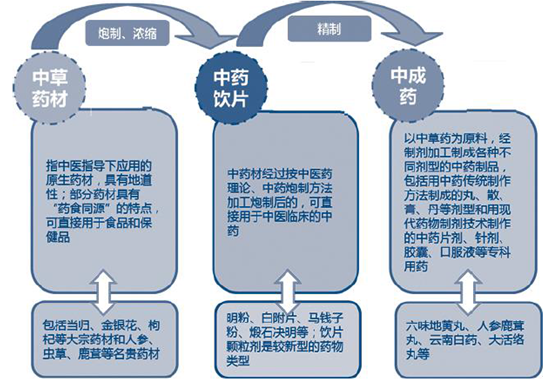 炮制、浓缩
精制
中草
药材
中药
饮片
中成
药
指中医指导下应用的
原生药材，具有地道
性；部分药材具有
“药食同源”的特点，
可直接用于食品和保
健品
中药材经过按中医药
理论、中药炮制方法
加工炮制后的，可直
接用于中医临床的中
药
以中草药为原料，经
制剂加工制成各种不
同剂型的中药制品，
包括用中药传统制作
方法制成的丸、散、
膏、丹等剂型和用现
代药物制剂技术制作
的中药片剂、针剂、
胶囊、口服液等专科
用药
包括当归、金银花、枸
杞等大宗药材和人参、
虫草、鹿茸等名贵药材
明粉、白附片、马钱子
粉、煅石决明等；饮片
颗粒剂是较新型的药物
类型
六味地黄丸、人参鹿茸
丸、云南白药、大活络
丸等